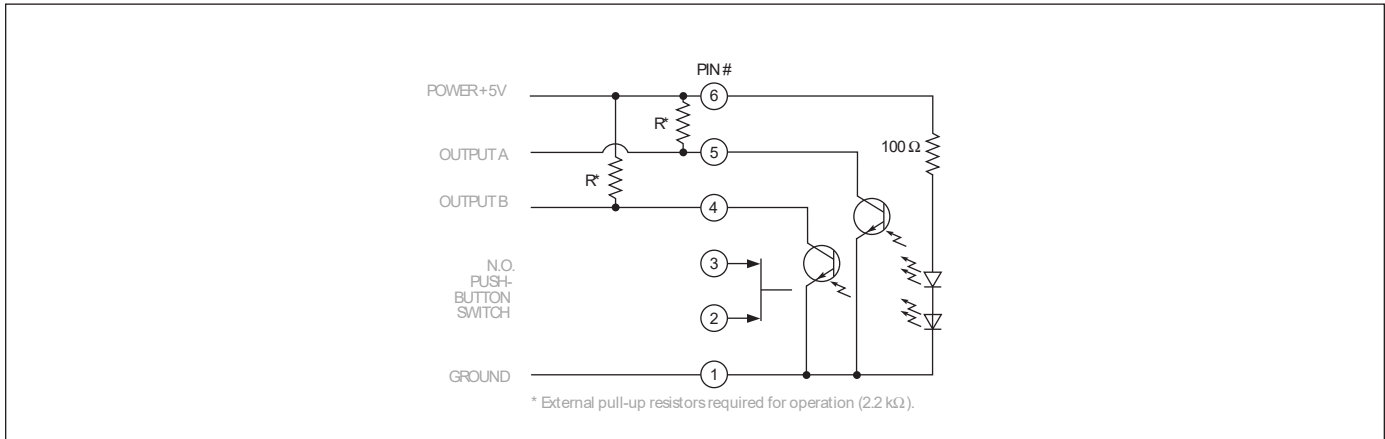 PIN #
POWER +5V
6
R*
OUTPUT A
5
100 Ω
R*
OUTPUT B
4
N.O.
PUSH-
BUTTON
SWITCH
3
2
GROUND
1
* External pull-up resistors required for operation (2.2 kΩ).